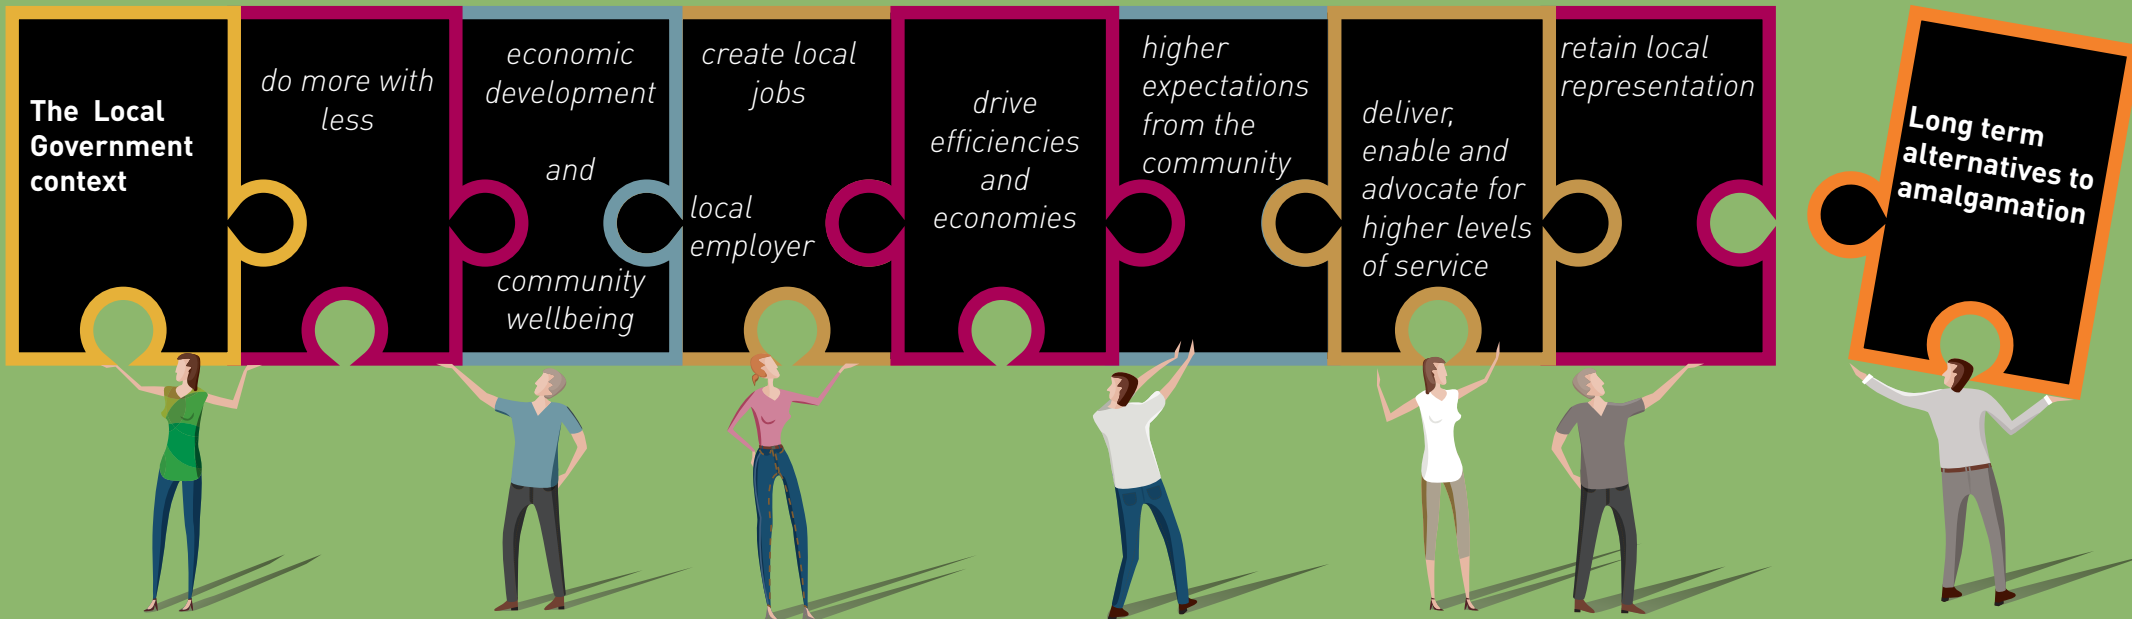 The Local
Government
context
do more with
less
economic
development
and
community
wellbeing
create local
jobs
local
employer
drive
efficiencies
and
economies
higher
expectations
from the
community
deliver,
enable and
advocate for
higher levels
of service
retain local
representation
Long term
alternatives to
amalgamation